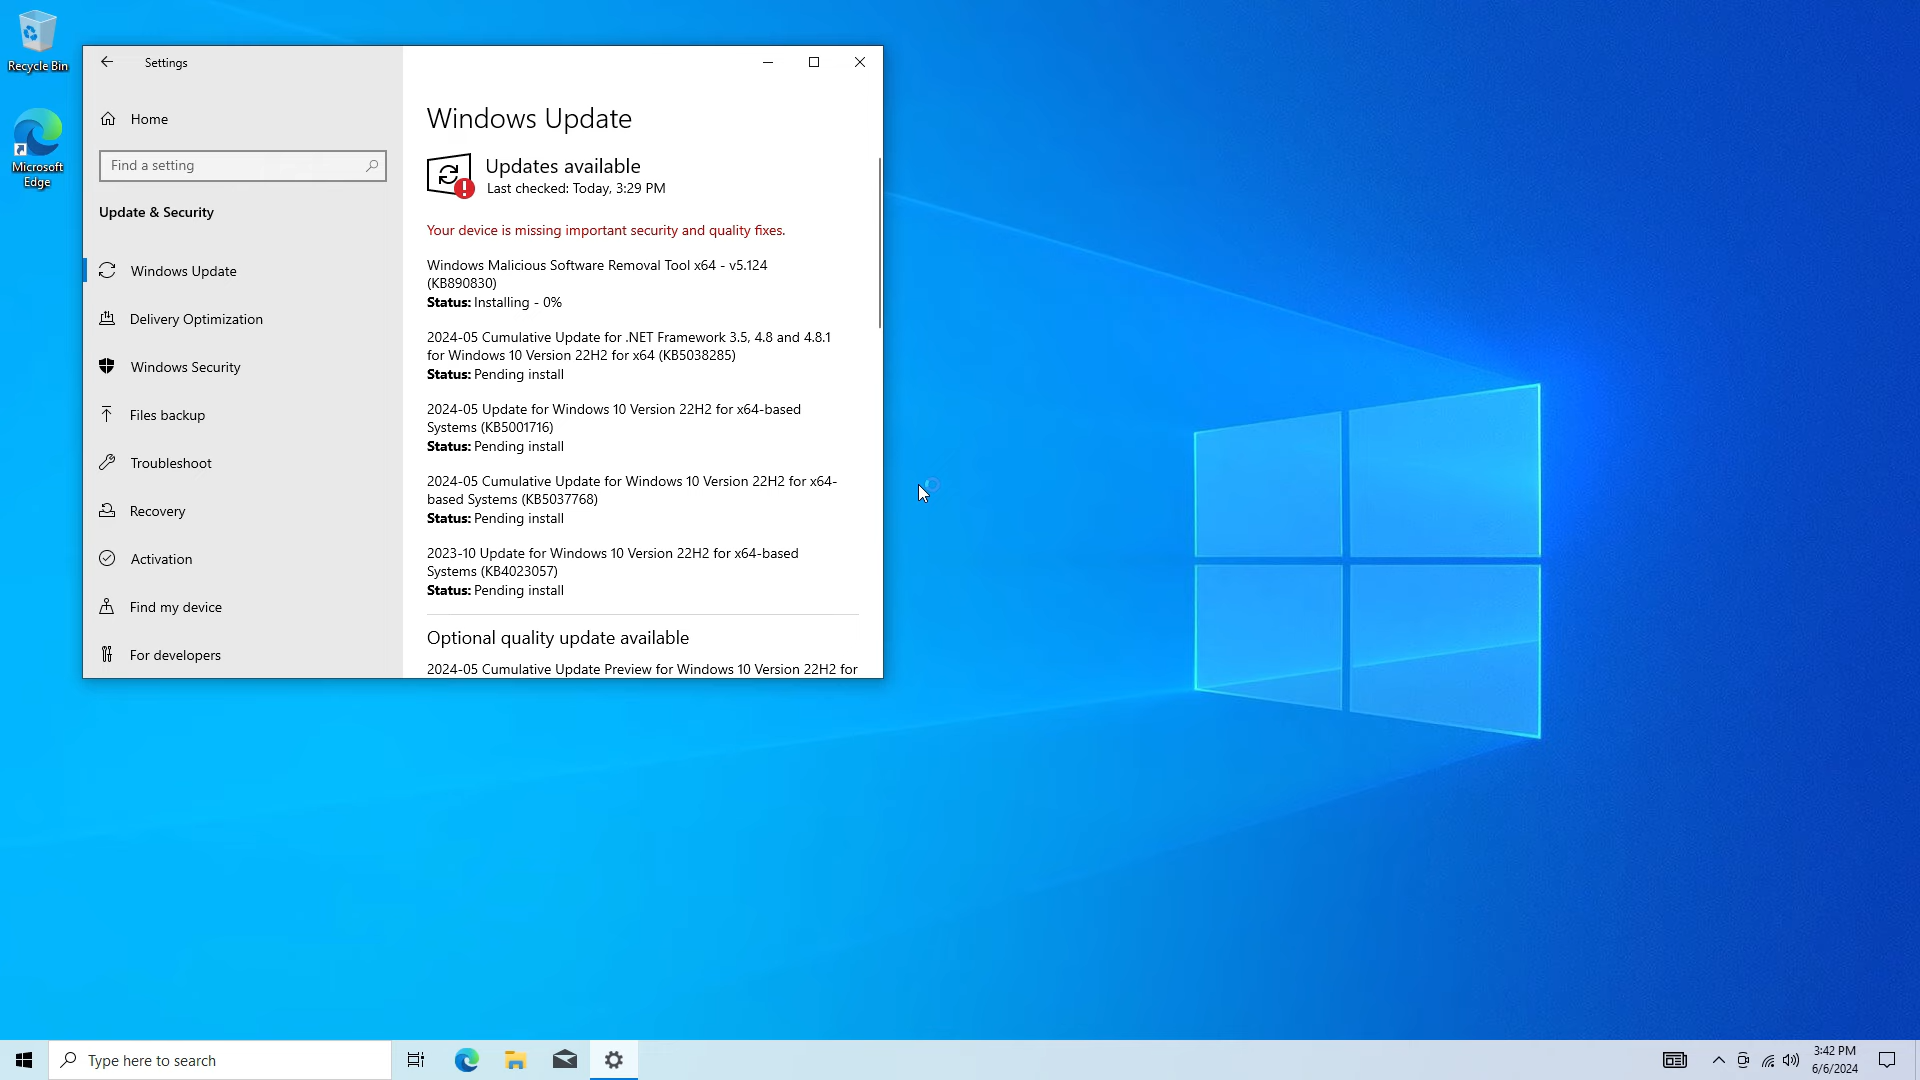 Recycle Bin
Microsoft
Edge
Settings
Home
Find a setting
Update & Security
Windows Update
Delivery Optimization
Windows Security
Files backup
Troubleshoot
Recovery
Activation
Find my device
For developers
Windows Update
Updates available
Last checked: Today, 3:29 PM
Your device is missing important security and quality fixes.
Windows Malicious Software Removal Tool x64 - v5.124
(KB890830)
Status: Installing - 0%
2024-05 Cumulative Update for .NET Framework 3.5, 4.8 and 4.8.1
for Windows 10 Version 22H2 for x64 (KB5038285)
Status: Pending install
2024-05 Update for Windows 10 Version 22H2 for x64-based
Systems (KB5001716)
Status: Pending install
2024-05 Cumulative Update for Windows 10 Version 22H2 for x64-
based Systems (KB5037768)
Status: Pending install
2023-10 Update for Windows 10 Version 22H2 for x64-based
Systems (KB4023057)
Status: Pending install
Optional quality update available
2024-05 Cumulative Update Preview for Windows 10 Version 22H2 for
Type here to search
3:42 PM
6/6/2024